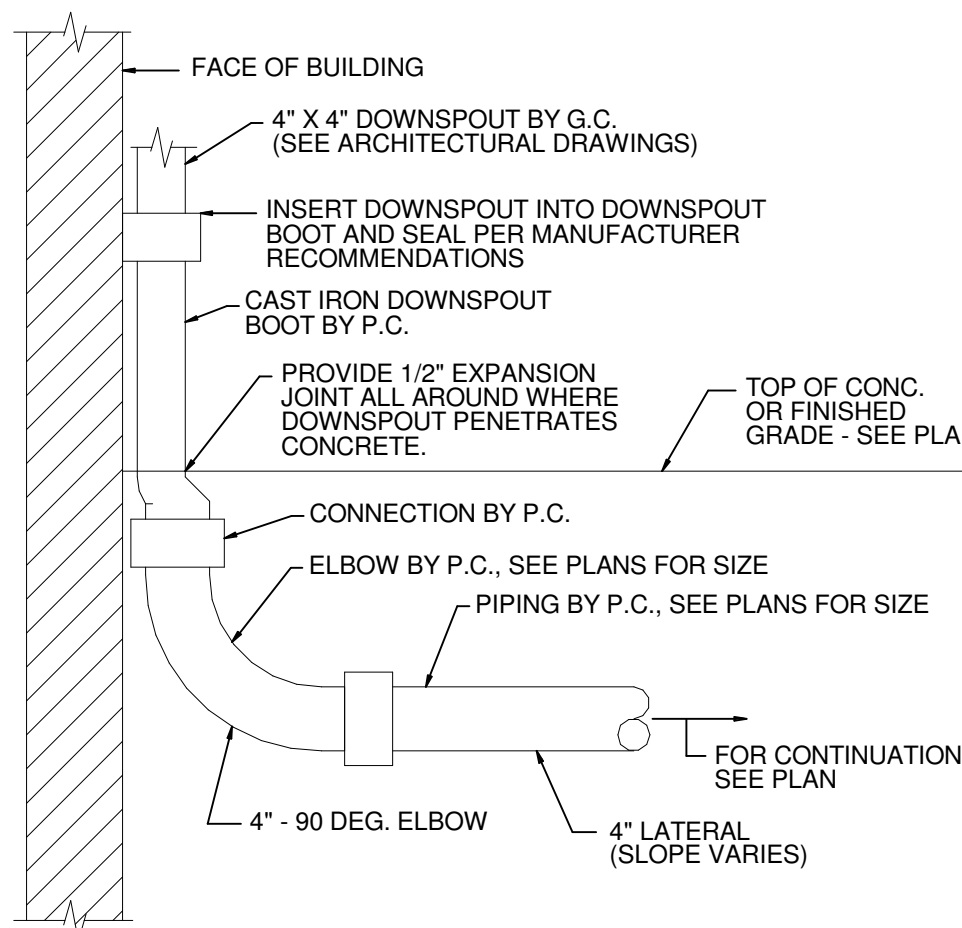 FACE OF BUILDING
4" X 4" DOWNSPOUT BY G.C.
(SEE ARCHITECTURAL DRAWINGS)
INSERT DOWNSPOUT INTO DOWNSPOUT
BOOT AND SEAL PER MANUFACTURER
RECOMMENDATIONS
CAST IRON DOWNSPOUT
BOOT BY P.C.
PROVIDE 1/2" EXPANSION
JOINT ALL AROUND WHERE
DOWNSPOUT PENETRATES
CONCRETE.
TOP OF CONC.
OR FINISHED
GRADE - SEE PLA
CONNECTION BY P.C.
ELBOW BY P.C., SEE PLANS FOR SIZE
PIPING BY P.C., SEE PLANS FOR SIZE
FOR CONTINUATION
SEE PLAN
4" - 90 DEG. ELBOW
4" LATERAL
(SLOPE VARIES)